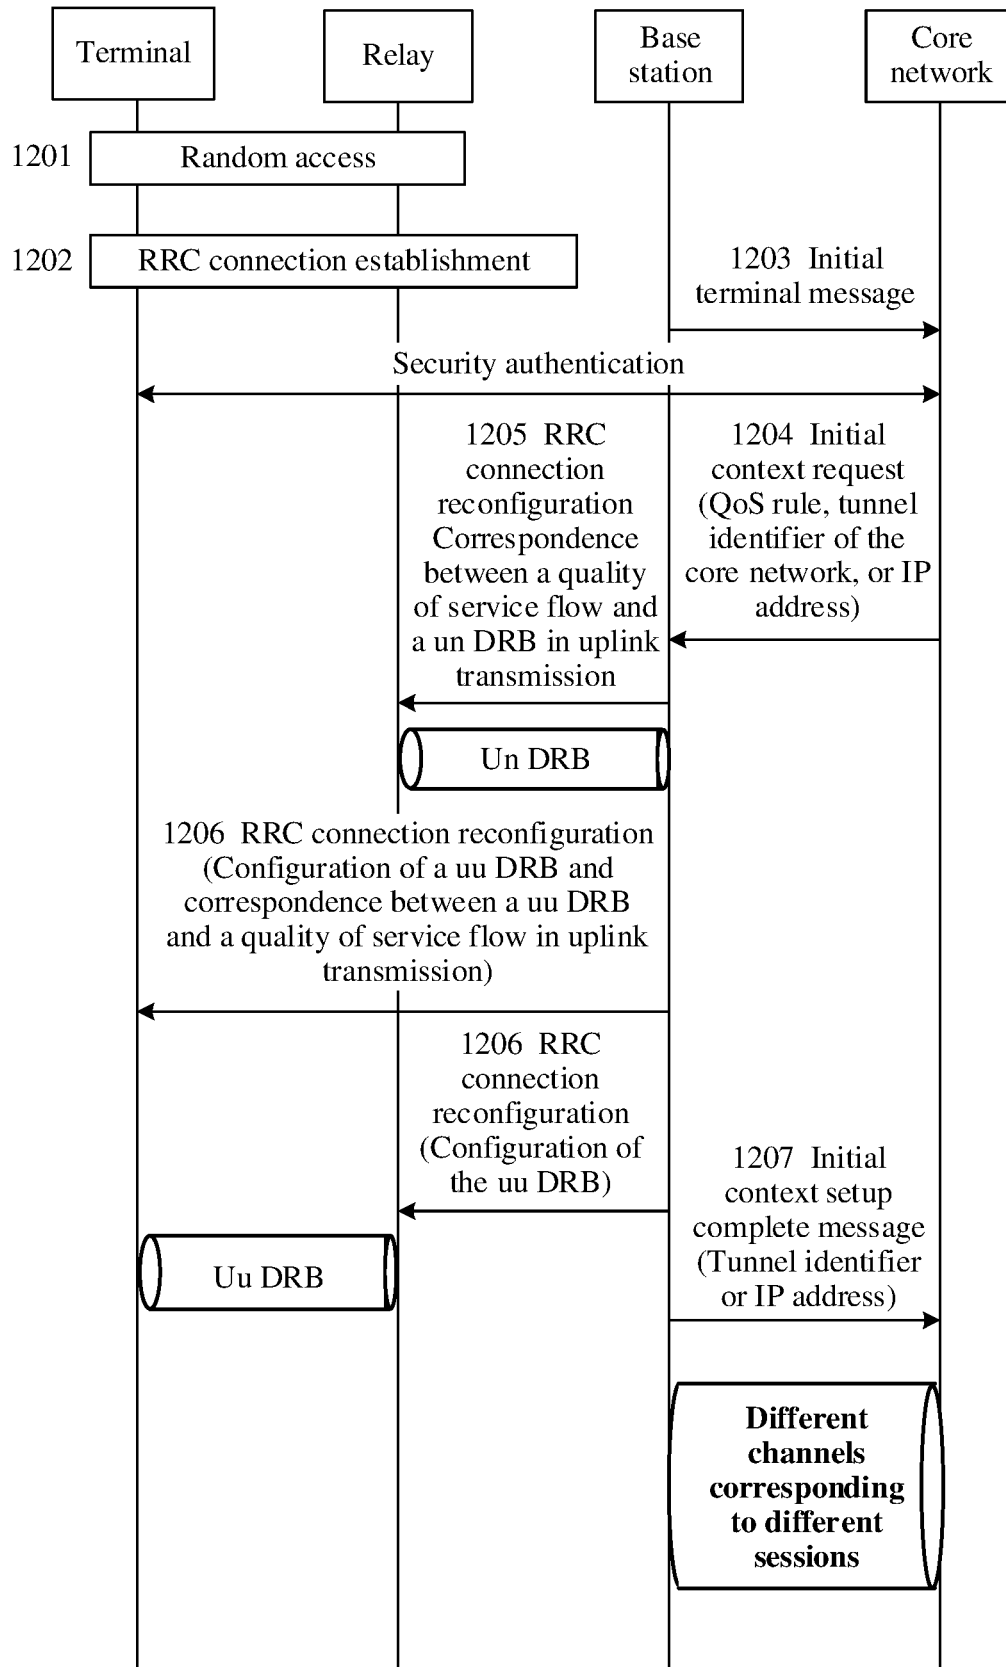 Terminal
Relay
Base
station
Core
network
1201
Random access
1202
RRC connection establishment
1203 Initial
terminal message
Security authentication
1205 RRC
connection
reconfiguration
Correspondence
between a quality
of service flow and
a un DRB in uplink
transmission
1204 Initial
context request
(QoS rule, tunnel
identifier of the
core network, or IP
address)
Un DRB
1206 RRC connection reconfiguration
(Configuration of a uu DRB and
correspondence between a uu DRB
and a quality of service flow in uplink
transmission)
1206 RRC
connection
reconfiguration
(Configuration of
the uu DRB)
1207 Initial
context setup
complete message
(Tunnel identifier
or IP address)
Uu DRB
Different
channels
corresponding
to different
sessions